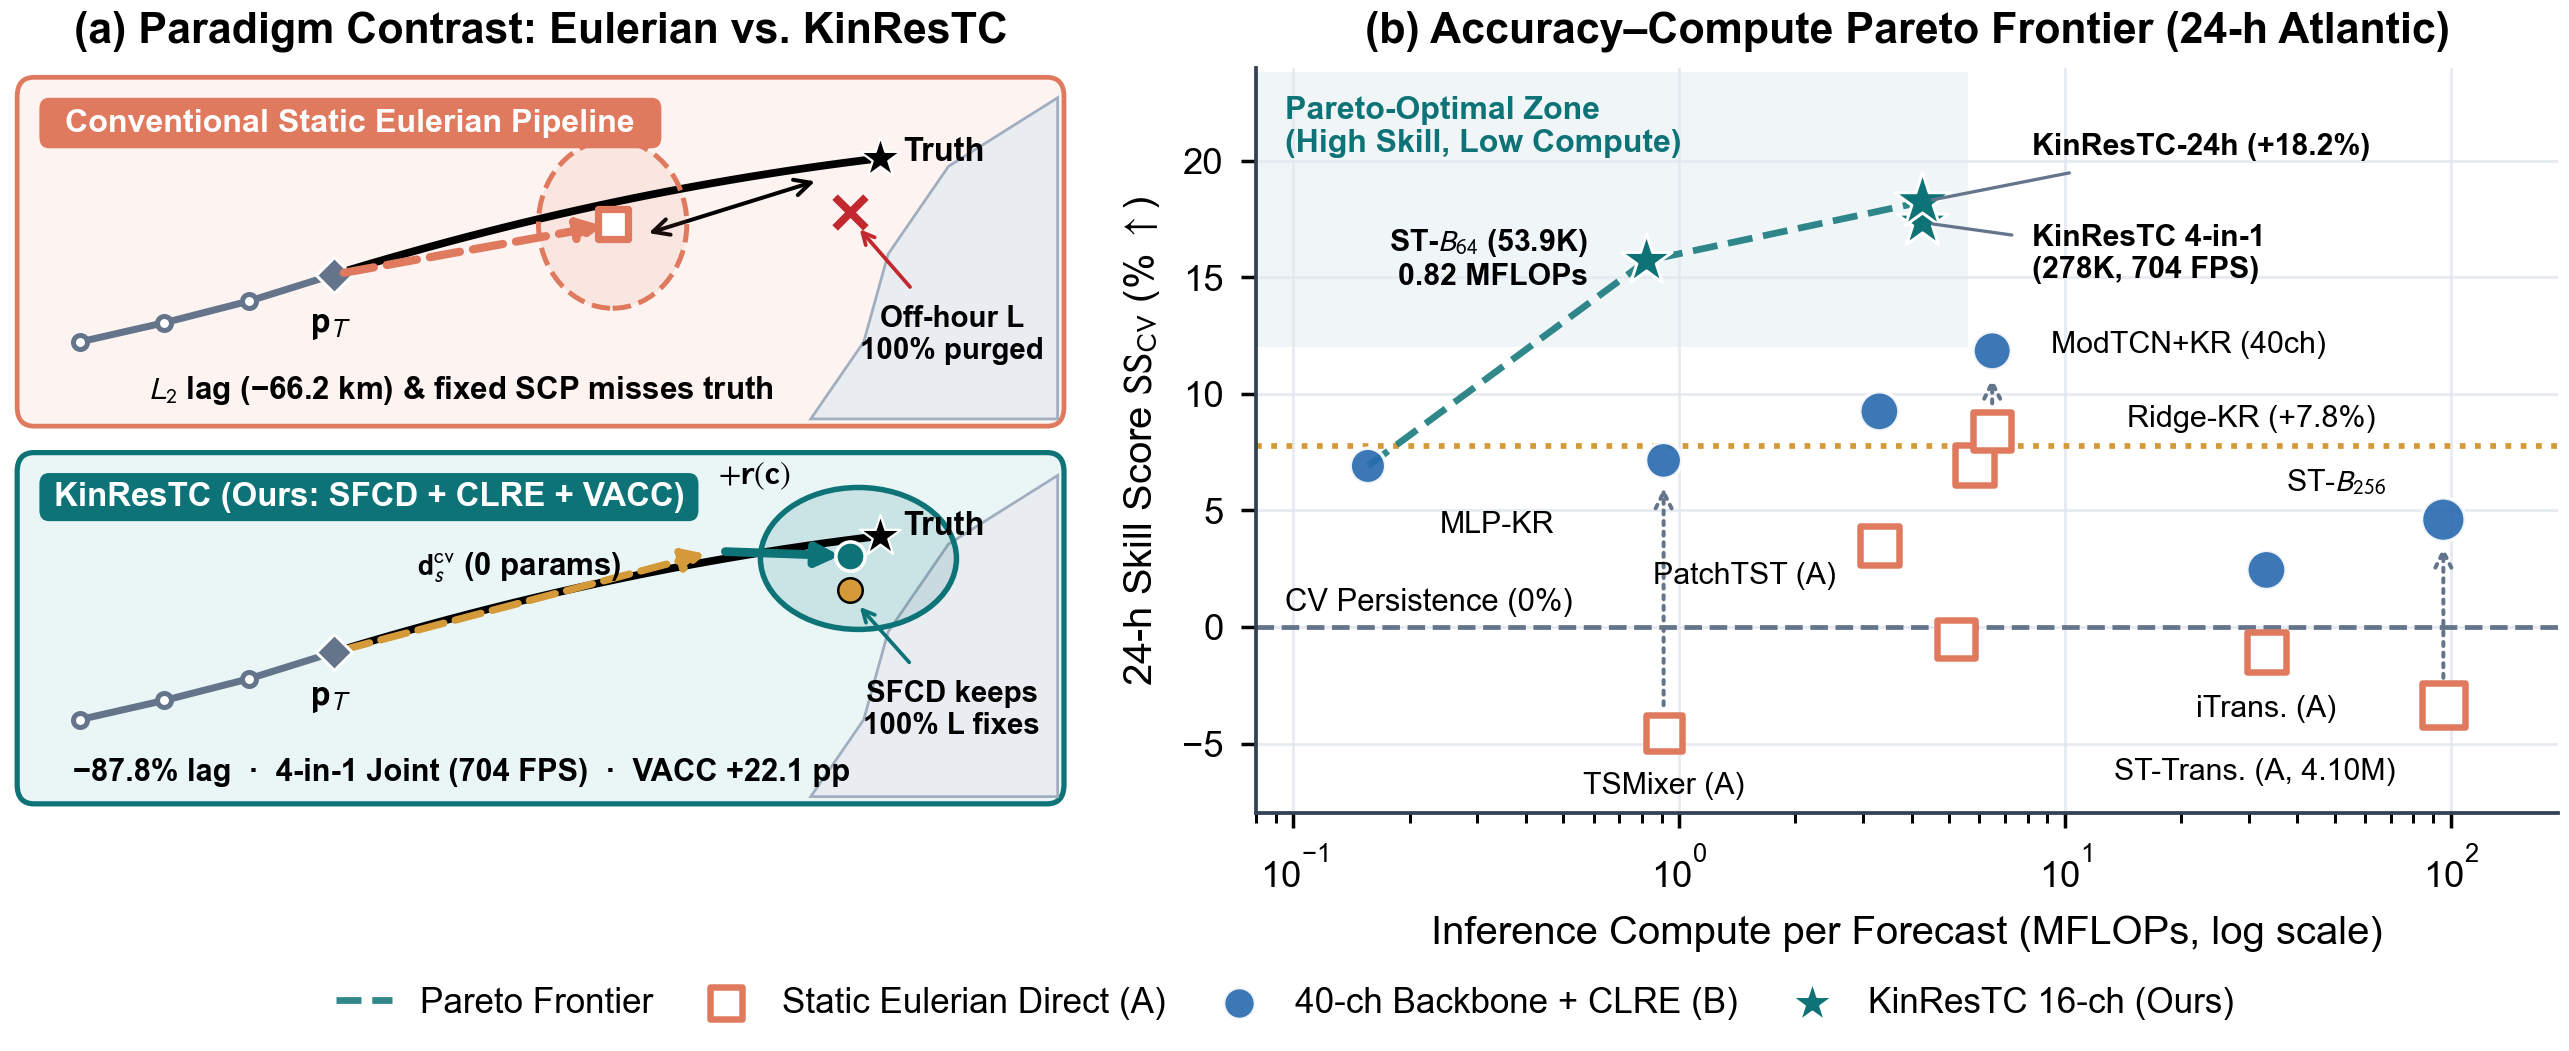 (a) Paradigm Contrast: Eulerian vs. KinResTC
Conventional Static Eulerian Pipeline
Truth
p_T
Off-hour L
100% purged
L₂ lag (−66.2 km) & fixed SCP misses truth
KinResTC (Ours: SFCD + CLRE + VACC)
+r(c)
Truth
d_s^cv (0 params)
p_T
SFCD keeps
100% L fixes
−87.8% lag · 4-in-1 Joint (704 FPS) · VACC +22.1 pp
(b) Accuracy–Compute Pareto Frontier (24-h Atlantic)
24-h Skill Score SS_CV (% ↑)
20
15
10
5
0
−5
Pareto-Optimal Zone
(High Skill, Low Compute)
KinResTC-24h (+18.2%)
ST-B₆₄ (53.9K)
0.82 MFLOPs
KinResTC 4-in-1
(278K, 704 FPS)
ModTCN+KR (40ch)
Ridge-KR (+7.8%)
ST-B₂₅₆
MLP-KR
PatchTST (A)
CV Persistence (0%)
iTrans. (A)
ST-Trans. (A, 4.10M)
TSMixer (A)
10⁻¹
10⁰
10¹
10²
Inference Compute per Forecast (MFLOPs, log scale)
Pareto Frontier
Static Eulerian Direct (A)
40-ch Backbone + CLRE (B)
KinResTC 16-ch (Ours)